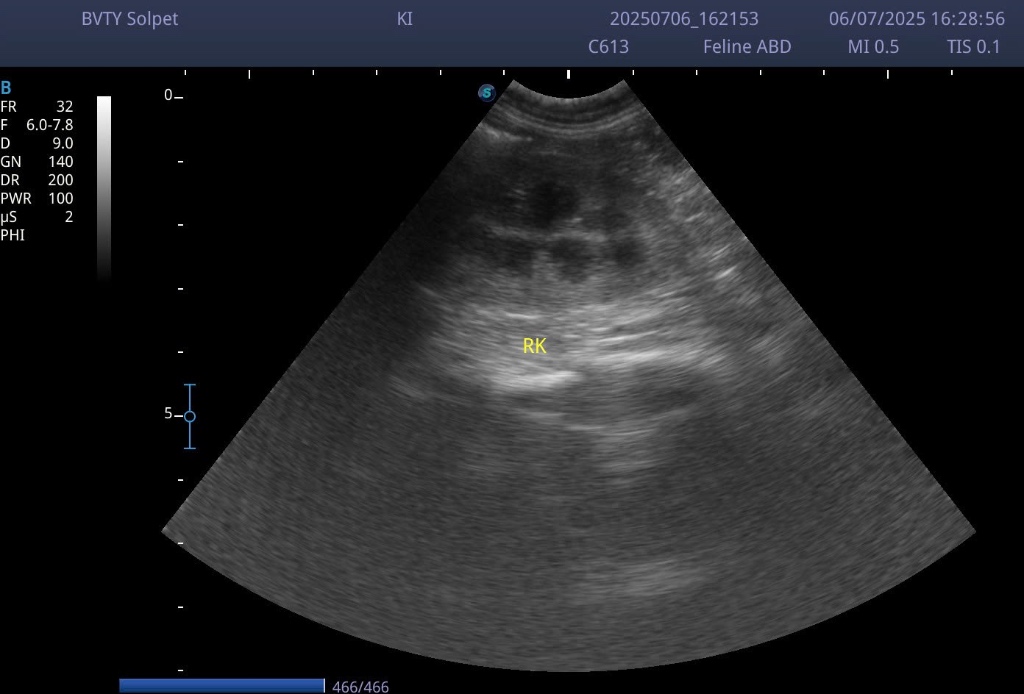 BVTY Solpet KI 20250706_162153 06/07/2025 16:28:56
C613 Feline ABD MI 0.5 TIS 0.1
B
FR 32
F 6.0-7.8
D 9.0
GN 140
DR 200
PWR 100
µS 2
PHI
0
S
RK
5
466/466